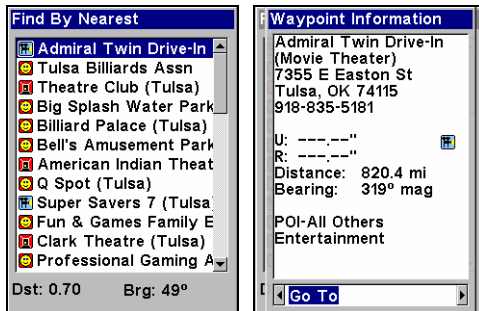 Find By Nearest
Admiral Twin Drive-In
Tulsa Billiards Assn
Theatre Club (Tulsa)
Big Splash Water Park
Billiard Palace (Tulsa)
Bell's Amusement Park
American Indian Theat
Q Spot (Tulsa)
Super Savers 7 (Tulsa
Fun & Games Family E
Clark Theatre (Tulsa)
Professional Gaming A
Dst: 0.70 Brg: 49º
Waypoint Information
Admiral Twin Drive-In
(Movie Theater)
7355 E Easton St
Tulsa, OK 74115
918-835-5181
U: ---.--"
R: ---.--"
Distance: 820.4 mi
Bearing: 319º mag
POI-All Others
Entertainment
Go To